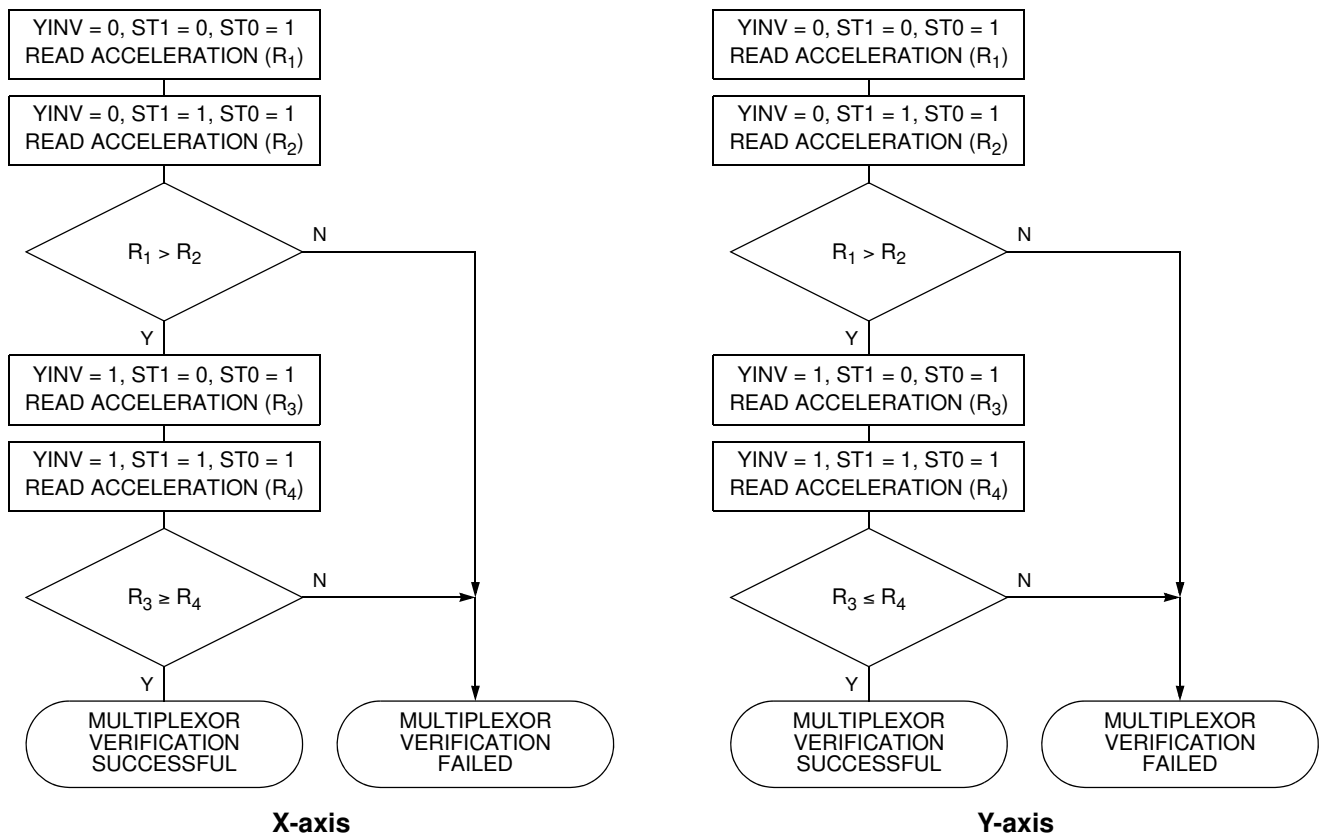 YINV = 0, ST1 = 0, ST0 = 1
READ ACCELERATION (R1)
YINV = 0, ST1 = 1, ST0 = 1
READ ACCELERATION (R2)
R1 > R2
N
Y
YINV = 1, ST1 = 0, ST0 = 1
READ ACCELERATION (R3)
YINV = 1, ST1 = 1, ST0 = 1
READ ACCELERATION (R4)
R3 ≥ R4
N
Y
MULTIPLEXOR
VERIFICATION
SUCCESSFUL
MULTIPLEXOR
VERIFICATION
FAILED
X-axis
YINV = 0, ST1 = 0, ST0 = 1
READ ACCELERATION (R1)
YINV = 0, ST1 = 1, ST0 = 1
READ ACCELERATION (R2)
R1 > R2
N
Y
YINV = 1, ST1 = 0, ST0 = 1
READ ACCELERATION (R3)
YINV = 1, ST1 = 1, ST0 = 1
READ ACCELERATION (R4)
R3 ≤ R4
N
Y
MULTIPLEXOR
VERIFICATION
SUCCESSFUL
MULTIPLEXOR
VERIFICATION
FAILED
Y-axis